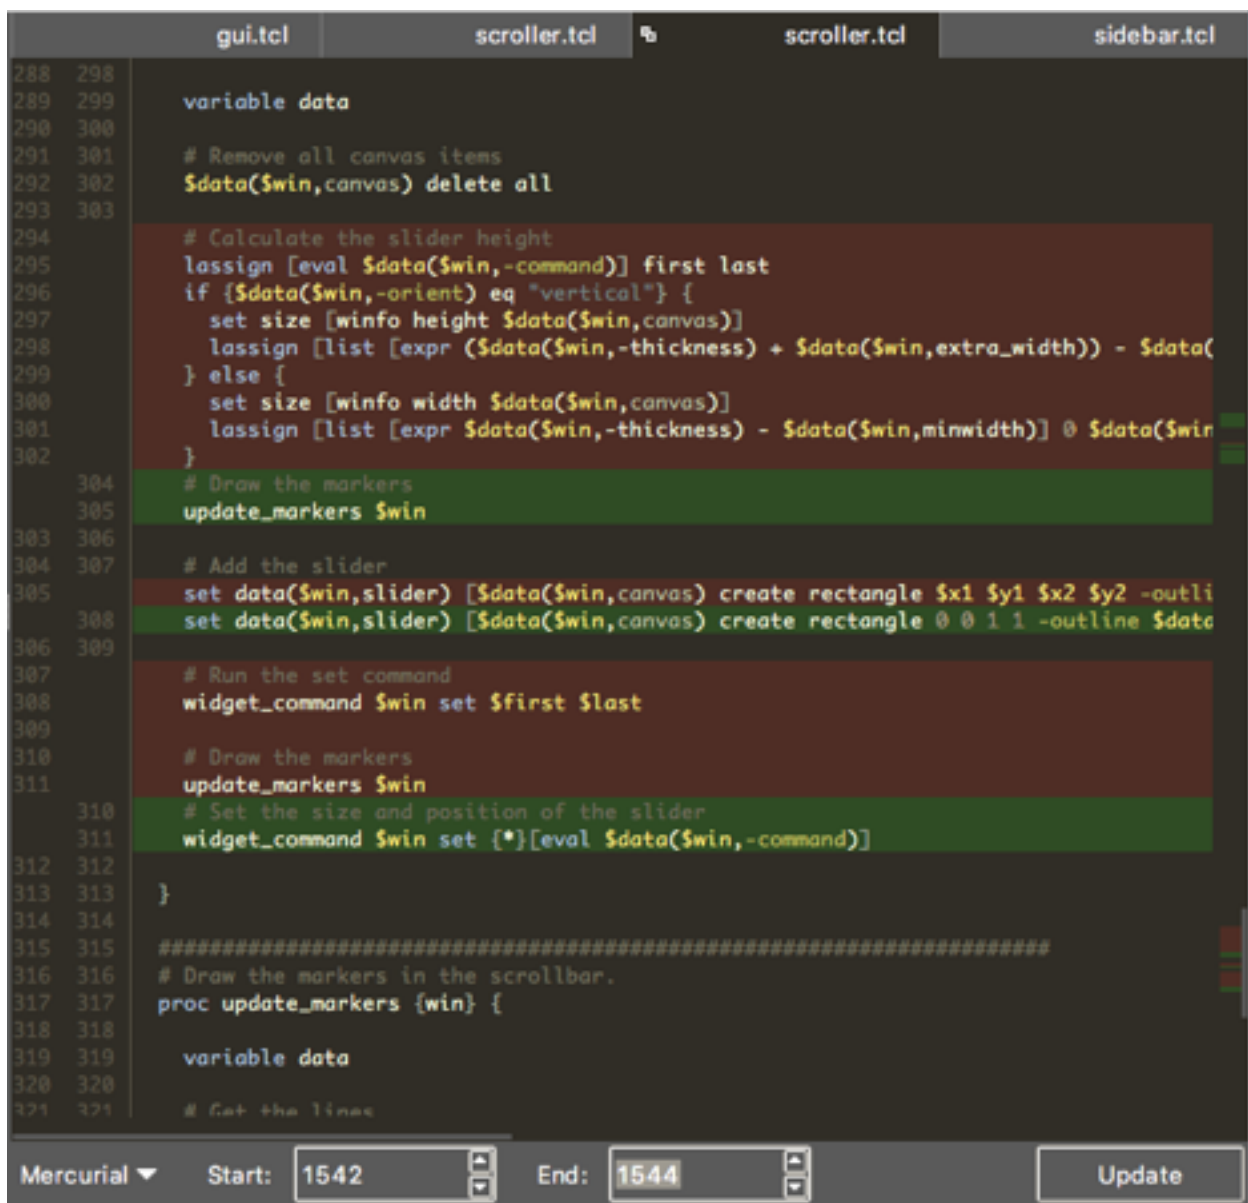 gui.tcl scroller.tcl scroller.tcl sidebar.tcl
288 298
289 299 variable data
290 300
291 301 # Remove all canvas items
292 302 $data($win,canvas) delete all
293 303
294 # Calculate the slider height
295 lassign [eval $data($win,-command)] first last
296 if {$data($win,-orient) eq "vertical"} {
297 set size [winfo height $data($win,canvas)]
298 lassign [list [expr ($data($win,-thickness) + $data($win,extra_width)) - $data(
299 } else {
300 set size [winfo width $data($win,canvas)]
301 lassign [list [expr $data($win,-thickness) - $data($win,minwidth)] 0 $data($win
302 }
304 # Draw the markers
305 update_markers $win
303 306
304 307 # Add the slider
305 set data($win,slider) [$data($win,canvas) create rectangle $x1 $y1 $x2 $y2 -outli
308 set data($win,slider) [$data($win,canvas) create rectangle 0 0 1 1 -outline $data
306 309
307 # Run the set command
308 widget_command $win set $first $last
309
310 # Draw the markers
311 update_markers $win
310 # Set the size and position of the slider
311 widget_command $win set {*}[eval $data($win,-command)]
312 312
313 313 }
314 314
315 315 ######################################################################
316 316 # Draw the markers in the scrollbar.
317 317 proc update_markers {win} {
318 318
319 319 variable data
320 320
321 321 # Get the lines
Mercurial Start: 1542 End: 1544 Update